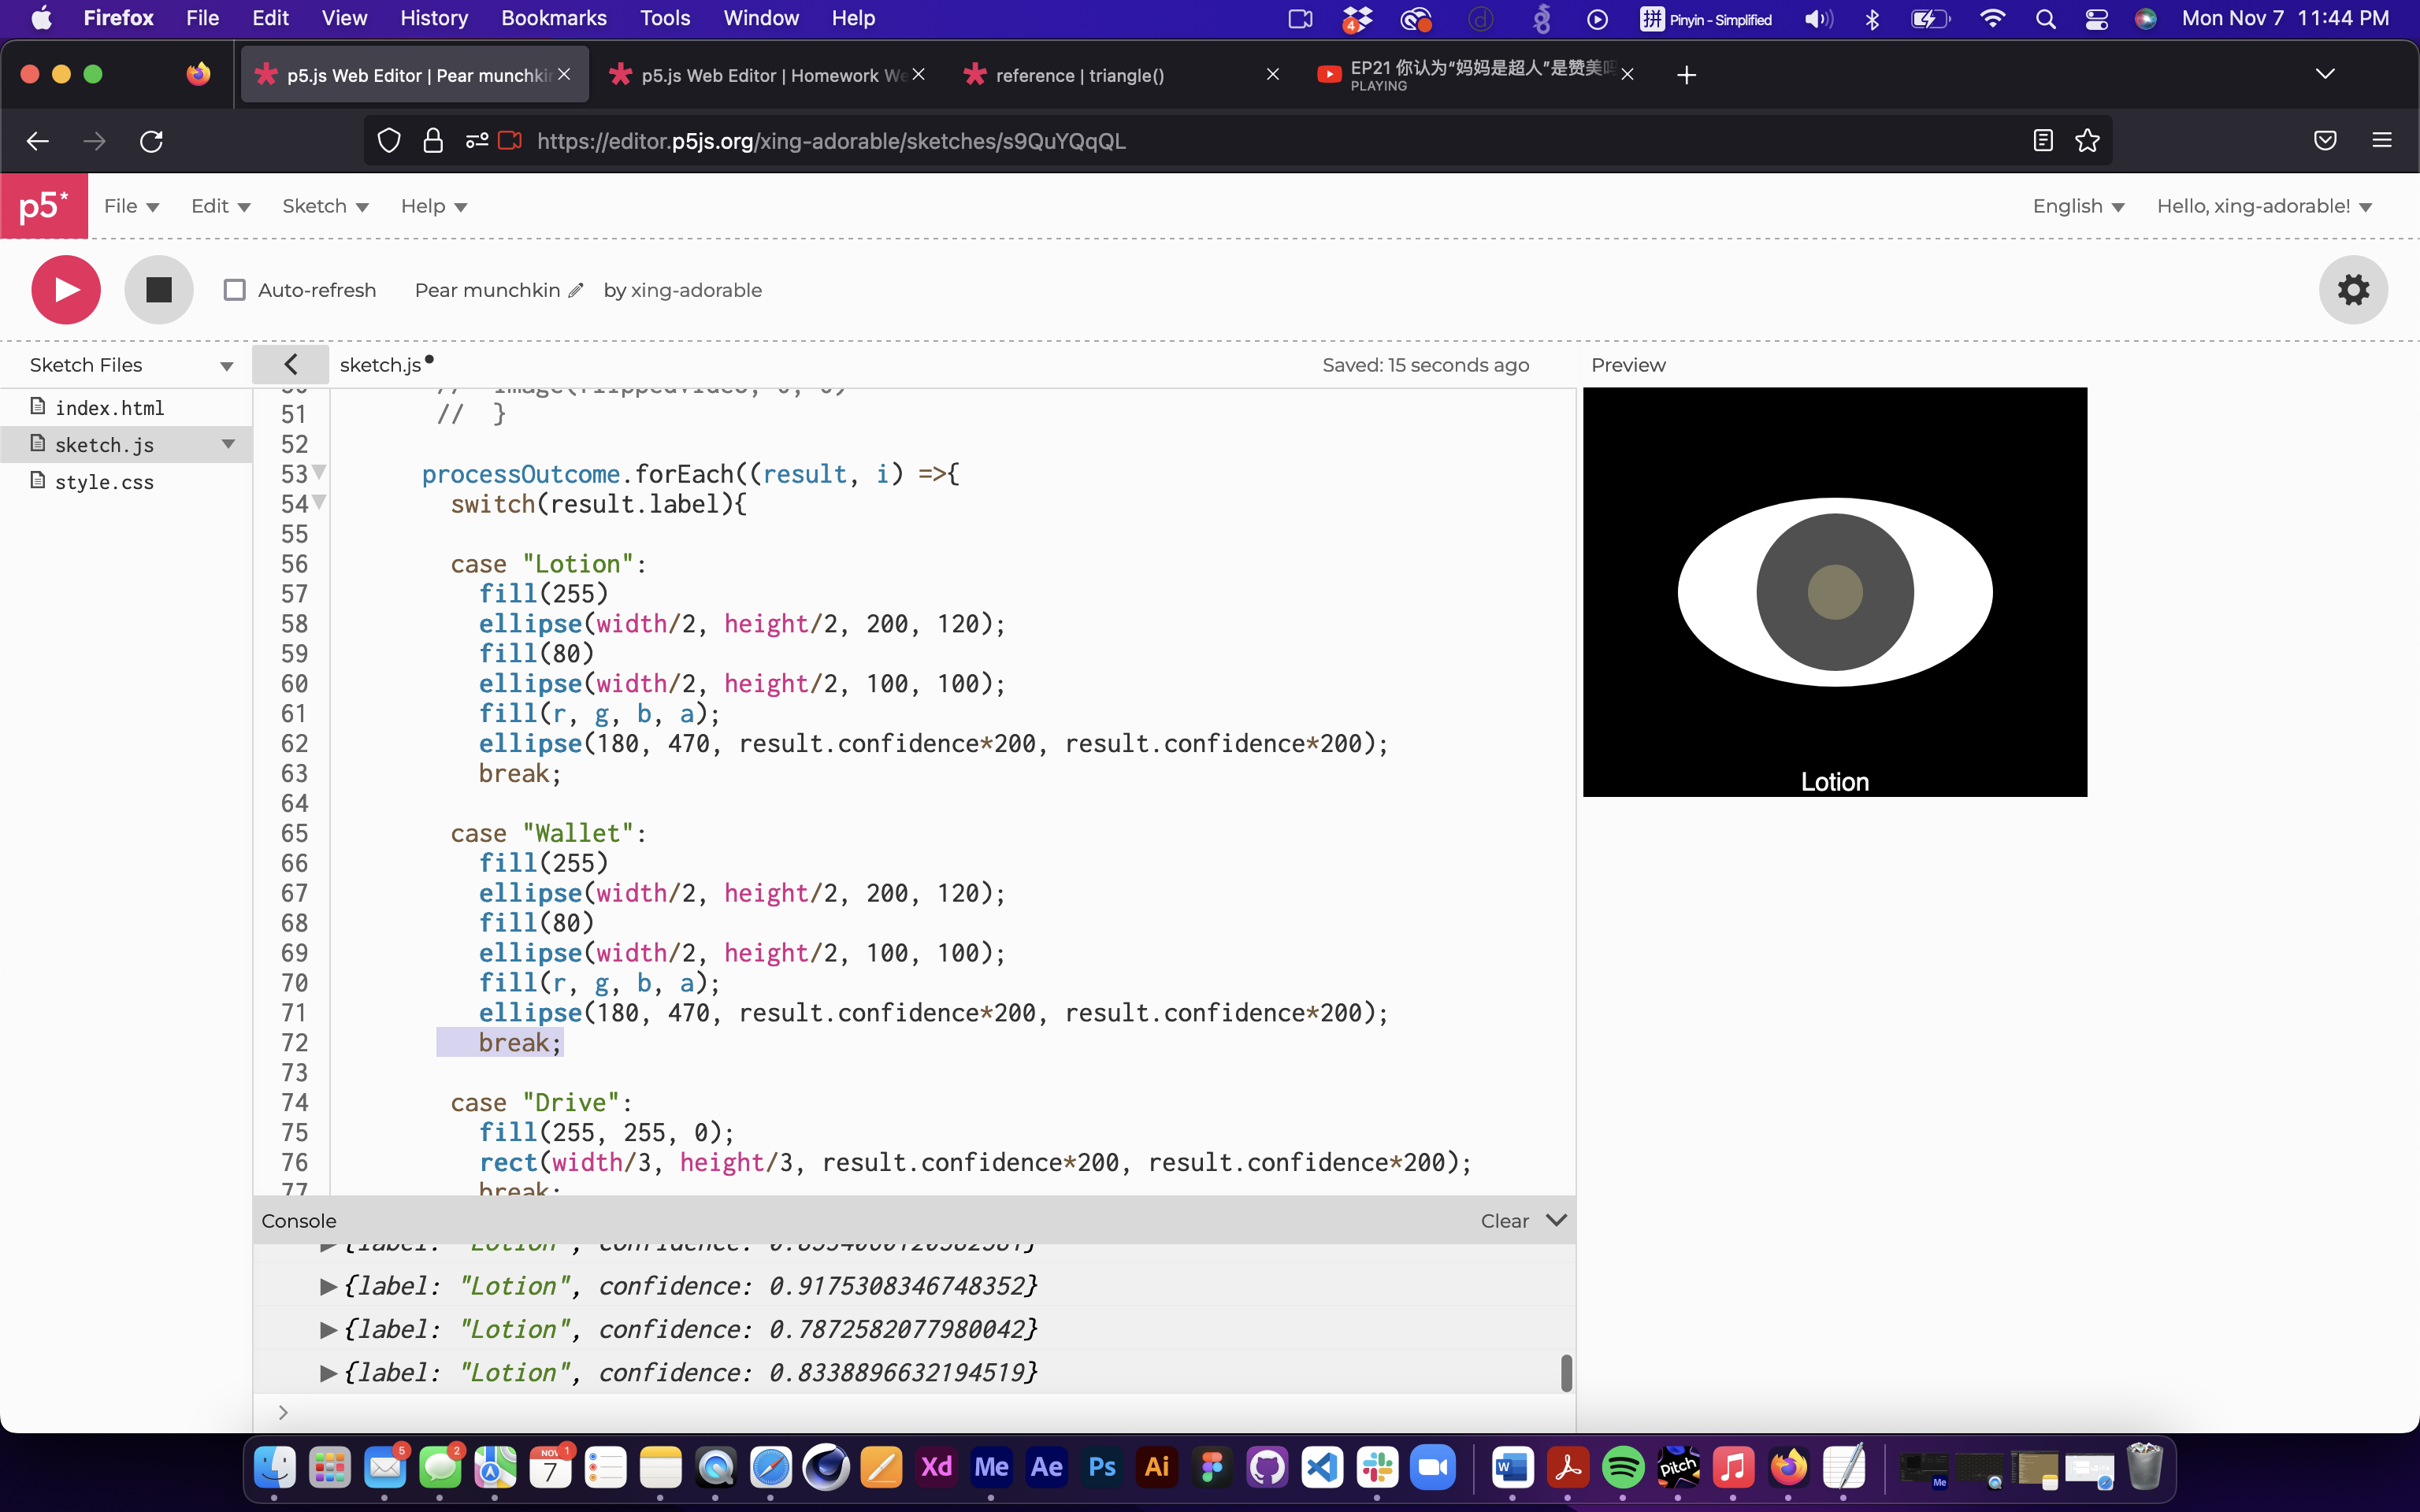 Firefox File Edit View History Bookmarks Tools Window Help
4 拼 Pinyin - Simplified Mon Nov 7 11:44 PM
p5.js Web Editor | Pear munchkin
p5.js Web Editor | Homework We
reference | triangle()
EP21 你认为“妈妈是超人”是赞美吗
PLAYING
https://editor.p5js.org/xing-adorable/sketches/s9QuYQqQL
p5* File Edit Sketch Help English Hello, xing-adorable!
Auto-refresh Pear munchkin by xing-adorable
Sketch Files
index.html
sketch.js
style.css
sketch.js Saved: 15 seconds ago Preview
51 // }
52
53 processOutcome.forEach((result, i) =>{
54 switch(result.label){
55
56 case "Lotion":
57 fill(255)
58 ellipse(width/2, height/2, 200, 120);
59 fill(80)
60 ellipse(width/2, height/2, 100, 100);
61 fill(r, g, b, a);
62 ellipse(180, 470, result.confidence*200, result.confidence*200);
63 break;
64
65 case "Wallet":
66 fill(255)
67 ellipse(width/2, height/2, 200, 120);
68 fill(80)
69 ellipse(width/2, height/2, 100, 100);
70 fill(r, g, b, a);
71 ellipse(180, 470, result.confidence*200, result.confidence*200);
72 break;
73
74 case "Drive":
75 fill(255, 255, 0);
76 rect(width/3, height/3, result.confidence*200, result.confidence*200);
77 break;
Lotion
Console Clear
{label: "Lotion", confidence: 0.9175308346748352}
{label: "Lotion", confidence: 0.7872582077980042}
{label: "Lotion", confidence: 0.8338896632194519}
>
5 2 NOV 1 7 Xd Me Ae Ps Ai W Pitch Me